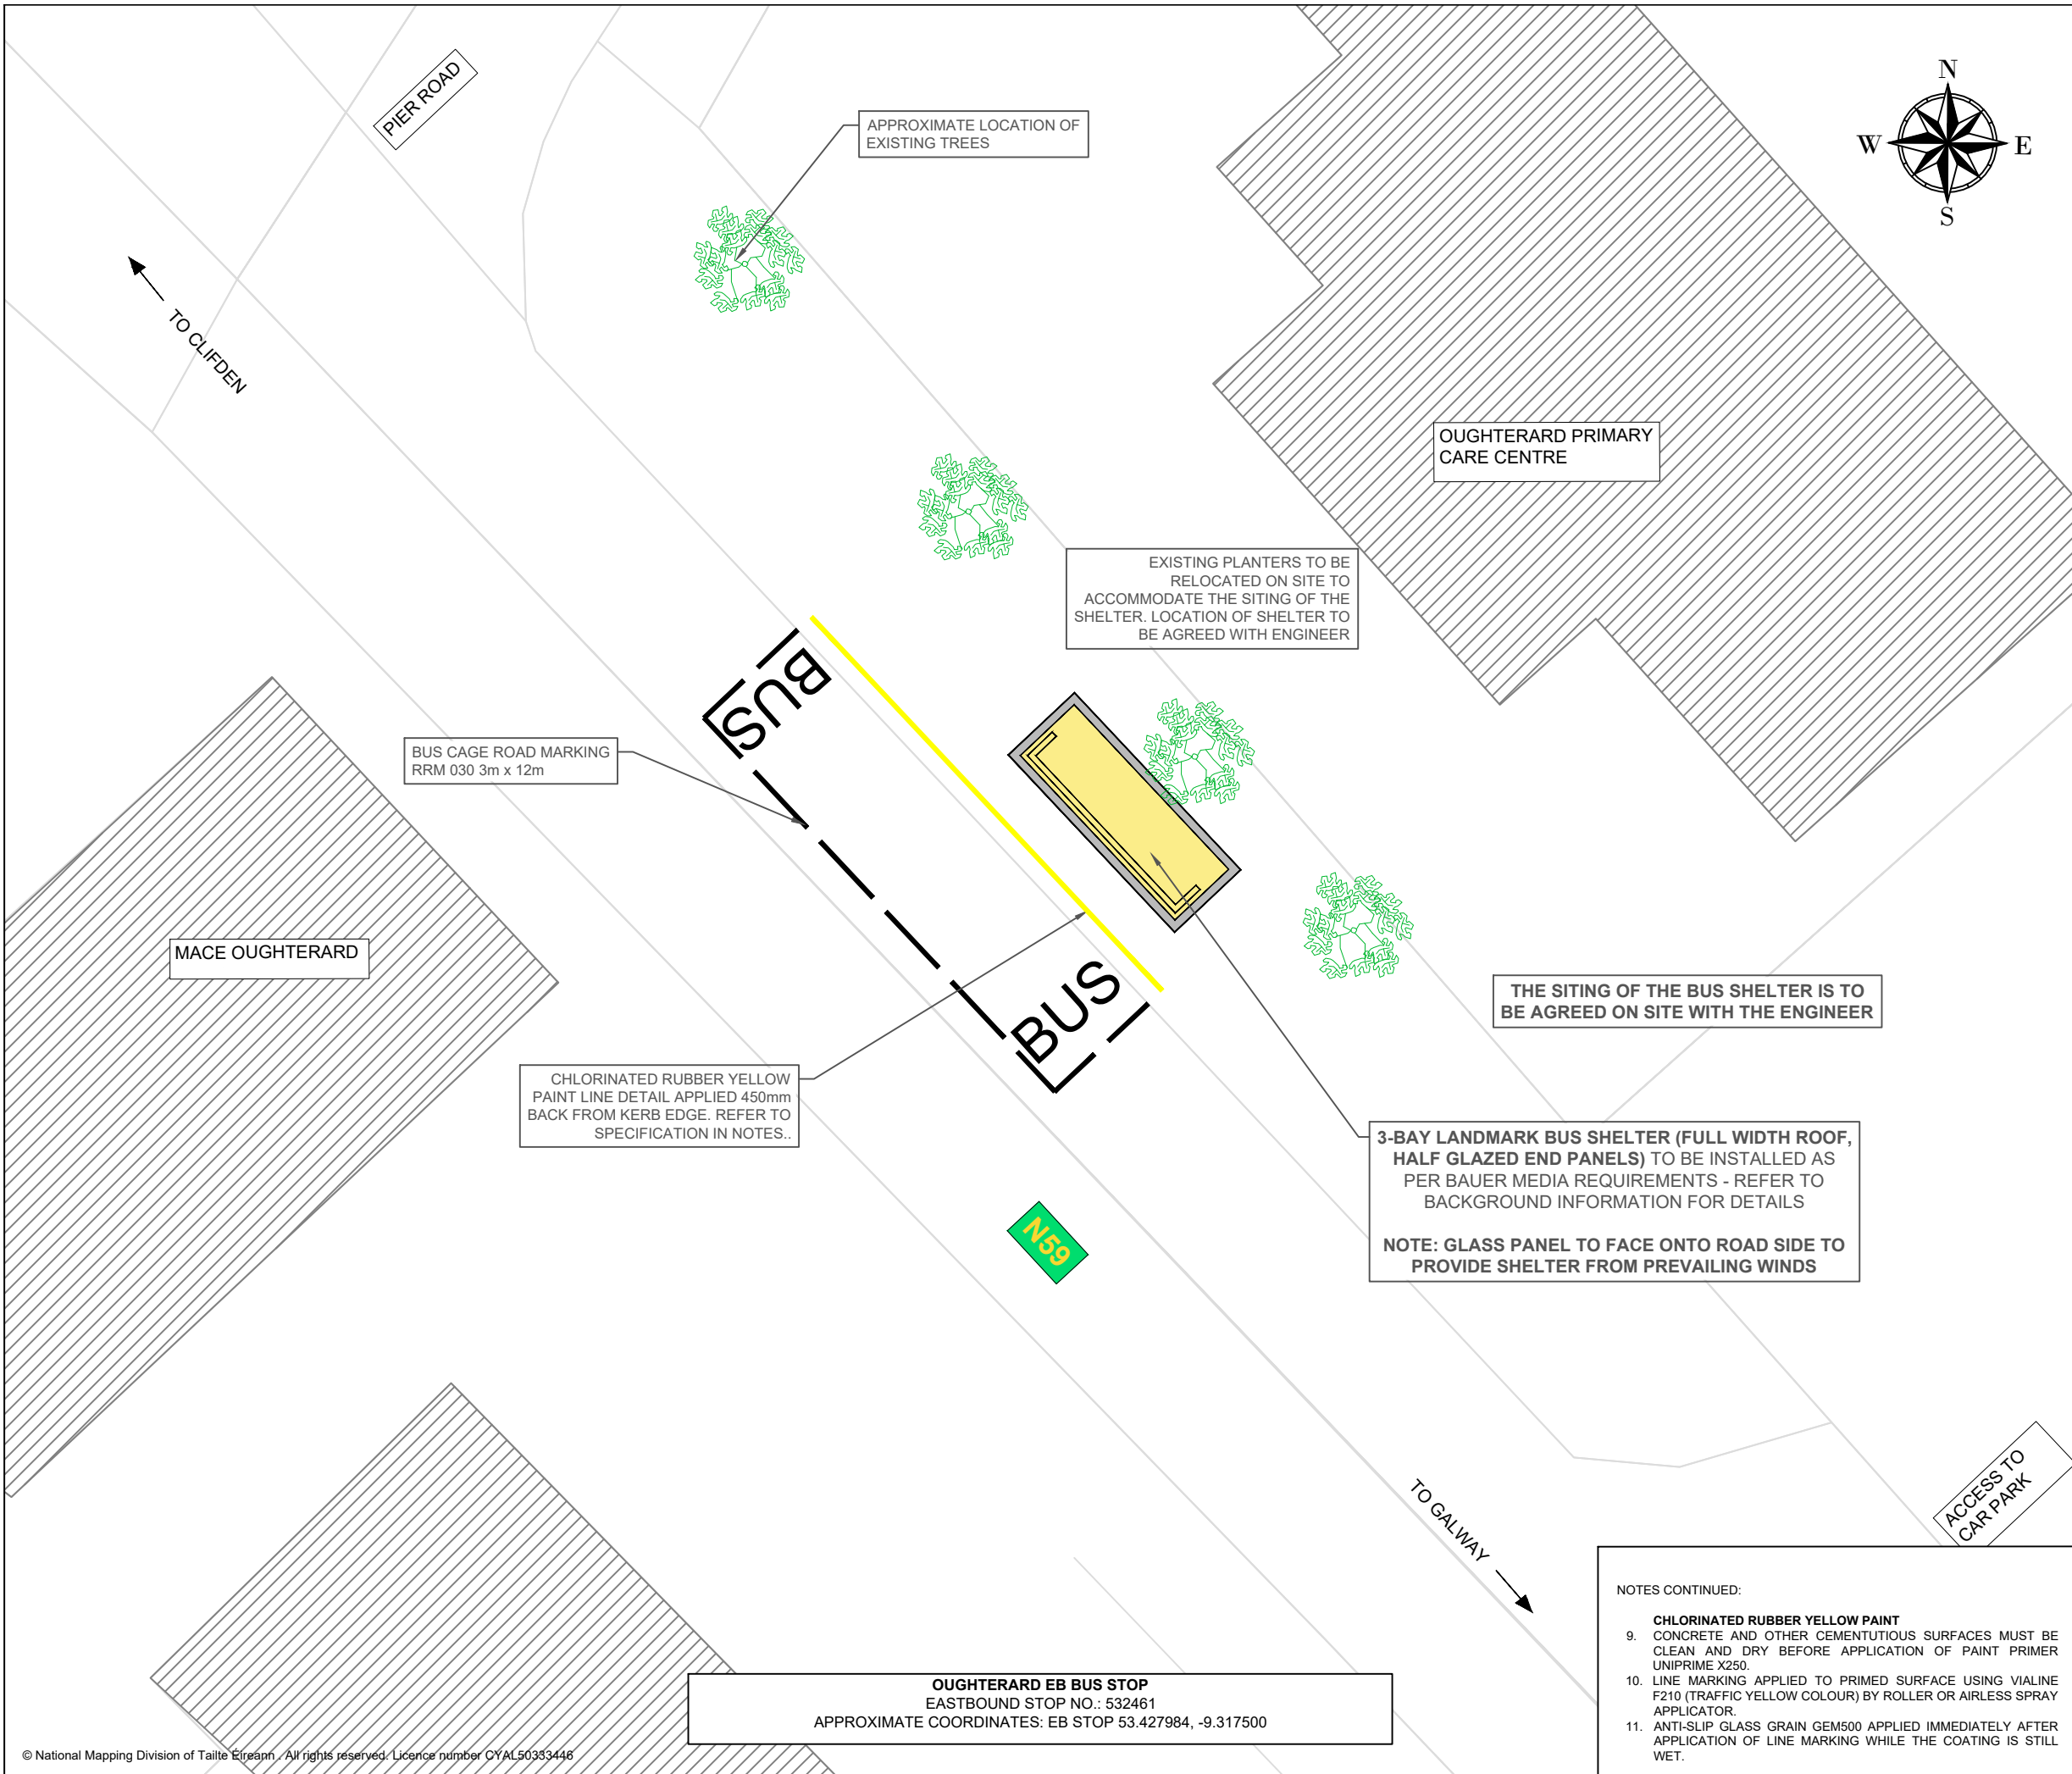 PIER ROAD
APPROXIMATE LOCATION OF
EXISTING TREES
N
W
E
S
TO CLIFDEN
OUGHTERARD PRIMARY
CARE CENTRE
EXISTING PLANTERS TO BE
RELOCATED ON SITE TO
ACCOMMODATE THE SITING OF THE
SHELTER. LOCATION OF SHELTER TO
BE AGREED WITH ENGINEER
BUS
BUS CAGE ROAD MARKING
RRM 030 3m x 12m
MACE OUGHTERARD
BUS
THE SITING OF THE BUS SHELTER IS TO
BE AGREED ON SITE WITH THE ENGINEER
CHLORINATED RUBBER YELLOW
PAINT LINE DETAIL APPLIED 450mm
BACK FROM KERB EDGE. REFER TO
SPECIFICATION IN NOTES..
3-BAY LANDMARK BUS SHELTER (FULL WIDTH ROOF,
HALF GLAZED END PANELS) TO BE INSTALLED AS
PER BAUER MEDIA REQUIREMENTS - REFER TO
BACKGROUND INFORMATION FOR DETAILS
NOTE: GLASS PANEL TO FACE ONTO ROAD SIDE TO
PROVIDE SHELTER FROM PREVAILING WINDS
N59
TO GALWAY
ACCESS TO
CAR PARK
NOTES CONTINUED:
CHLORINATED RUBBER YELLOW PAINT
9. CONCRETE AND OTHER CEMENTUTIOUS SURFACES MUST BE
CLEAN AND DRY BEFORE APPLICATION OF PAINT PRIMER
UNIPRIME X250.
10. LINE MARKING APPLIED TO PRIMED SURFACE USING VIALINE
F210 (TRAFFIC YELLOW COLOUR) BY ROLLER OR AIRLESS SPRAY
APPLICATOR.
11. ANTI-SLIP GLASS GRAIN GEM500 APPLIED IMMEDIATELY AFTER
APPLICATION OF LINE MARKING WHILE THE COATING IS STILL
WET.
OUGHTERARD EB BUS STOP
EASTBOUND STOP NO.: 532461
APPROXIMATE COORDINATES: EB STOP 53.427984, -9.317500
© National Mapping Division of Tailte Éireann . All rights reserved. Licence number CYAL50333446